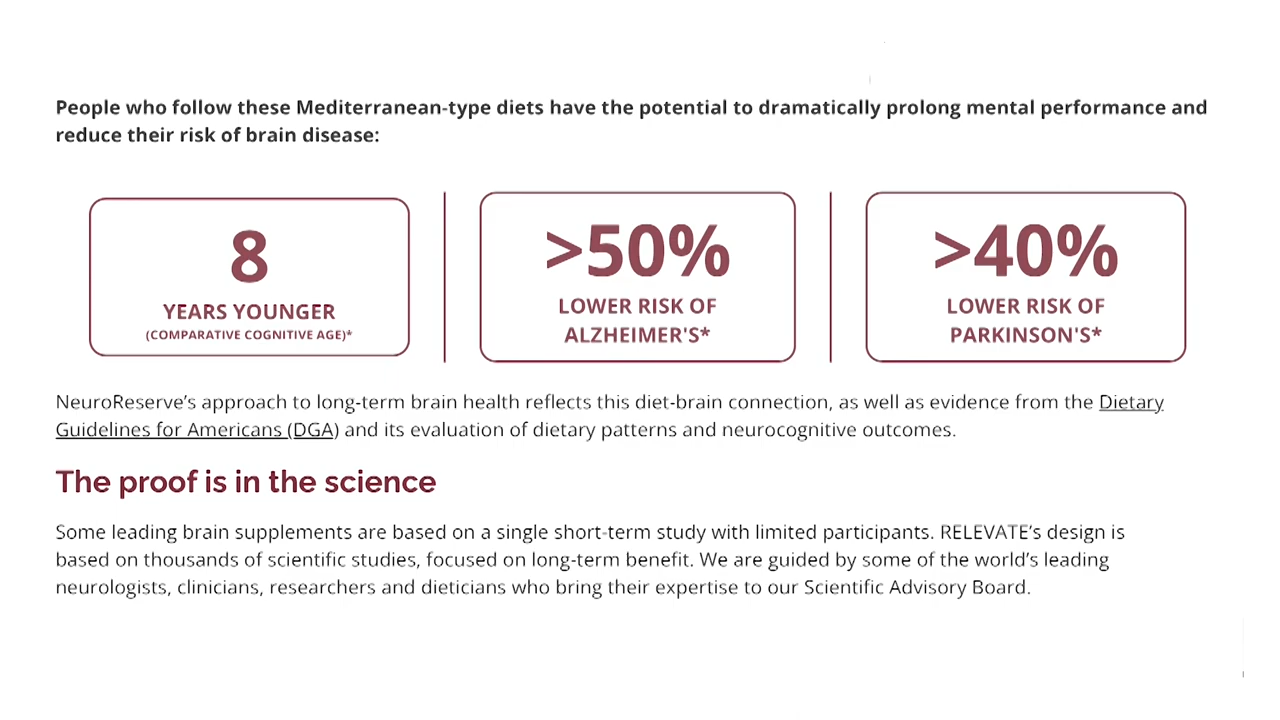 People who follow these Mediterranean-type diets have the potential to dramatically prolong mental performance and
reduce their risk of brain disease:
8
YEARS YOUNGER
(COMPARATIVE COGNITIVE AGE)*
>50%
LOWER RISK OF
ALZHEIMER'S*
>40%
LOWER RISK OF
PARKINSON'S*
NeuroReserve’s approach to long-term brain health reflects this diet-brain connection, as well as evidence from the Dietary
Guidelines for Americans (DGA) and its evaluation of dietary patterns and neurocognitive outcomes.
The proof is in the science
Some leading brain supplements are based on a single short-term study with limited participants. RELEVATE’s design is
based on thousands of scientific studies, focused on long-term benefit. We are guided by some of the world’s leading
neurologists, clinicians, researchers and dieticians who bring their expertise to our Scientific Advisory Board.